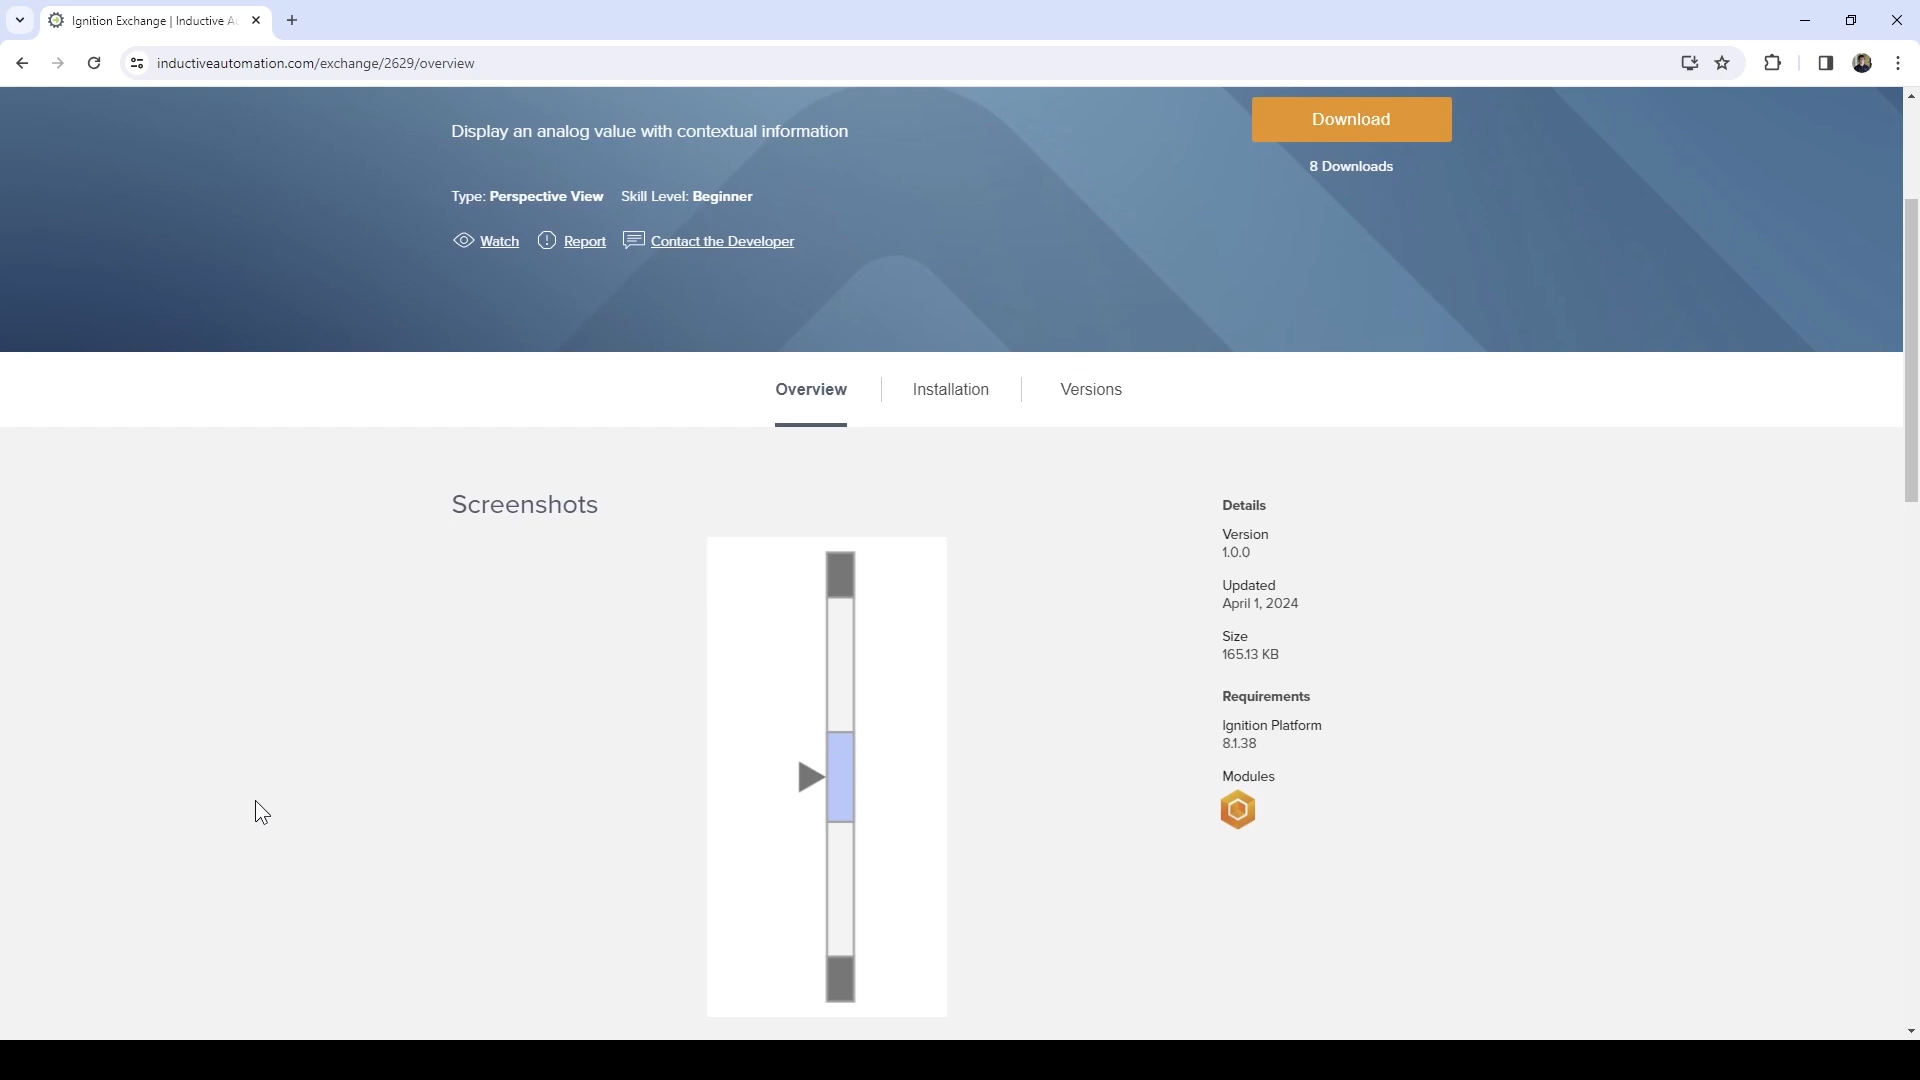 Ignition Exchange | Inductive Au
inductiveautomation.com/exchange/2629/overview
Display an analog value with contextual information
Download
8 Downloads
Type: Perspective View Skill Level: Beginner
Watch Report Contact the Developer
Overview Installation Versions
Screenshots
Details
Version
1.0.0
Updated
April 1, 2024
Size
165.13 KB
Requirements
Ignition Platform
8.1.38
Modules